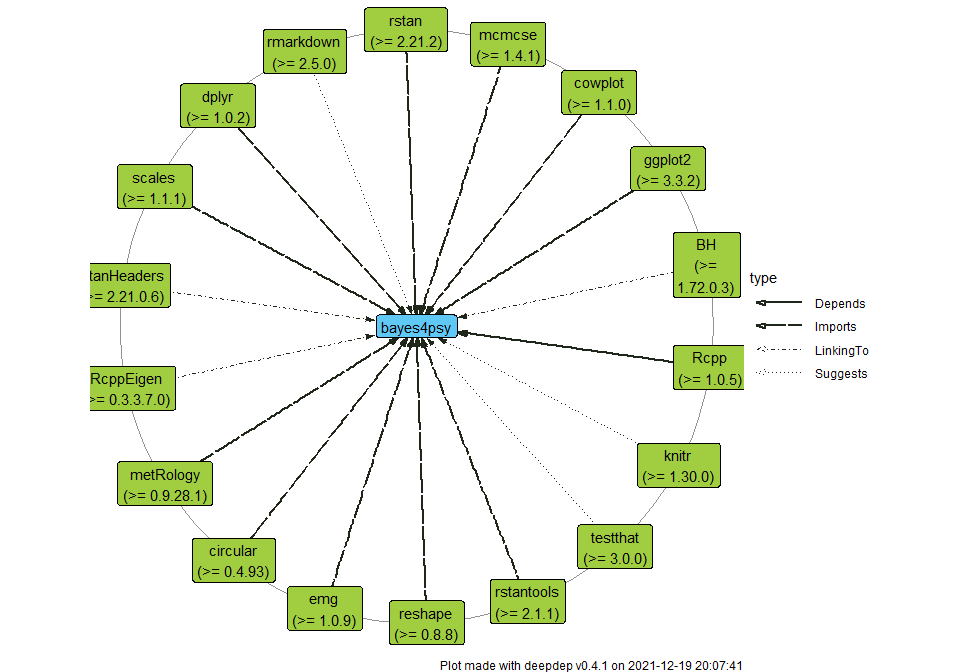 rstan
(>= 2.21.2)
mcmcse
(>= 1.4.1)
rmarkdown
(>= 2.5.0)
cowplot
(>= 1.1.0)
dplyr
(>= 1.0.2)
ggplot2
(>= 3.3.2)
scales
(>= 1.1.1)
BH
(>=
1.72.0.3)
tanHeaders
>= 2.21.0.6)
type
Depends
Imports
LinkingTo
Suggests
bayes4psy
Rcpp
(>= 1.0.5)
RcppEigen
>= 0.3.3.7.0)
knitr
(>= 1.30.0)
metRology
(>= 0.9.28.1)
testthat
(>= 3.0.0)
circular
(>= 0.4.93)
rstantools
(>= 2.1.1)
emg
(>= 1.0.9)
reshape
(>= 0.8.8)
Plot made with deepdep v0.4.1 on 2021-12-19 20:07:41